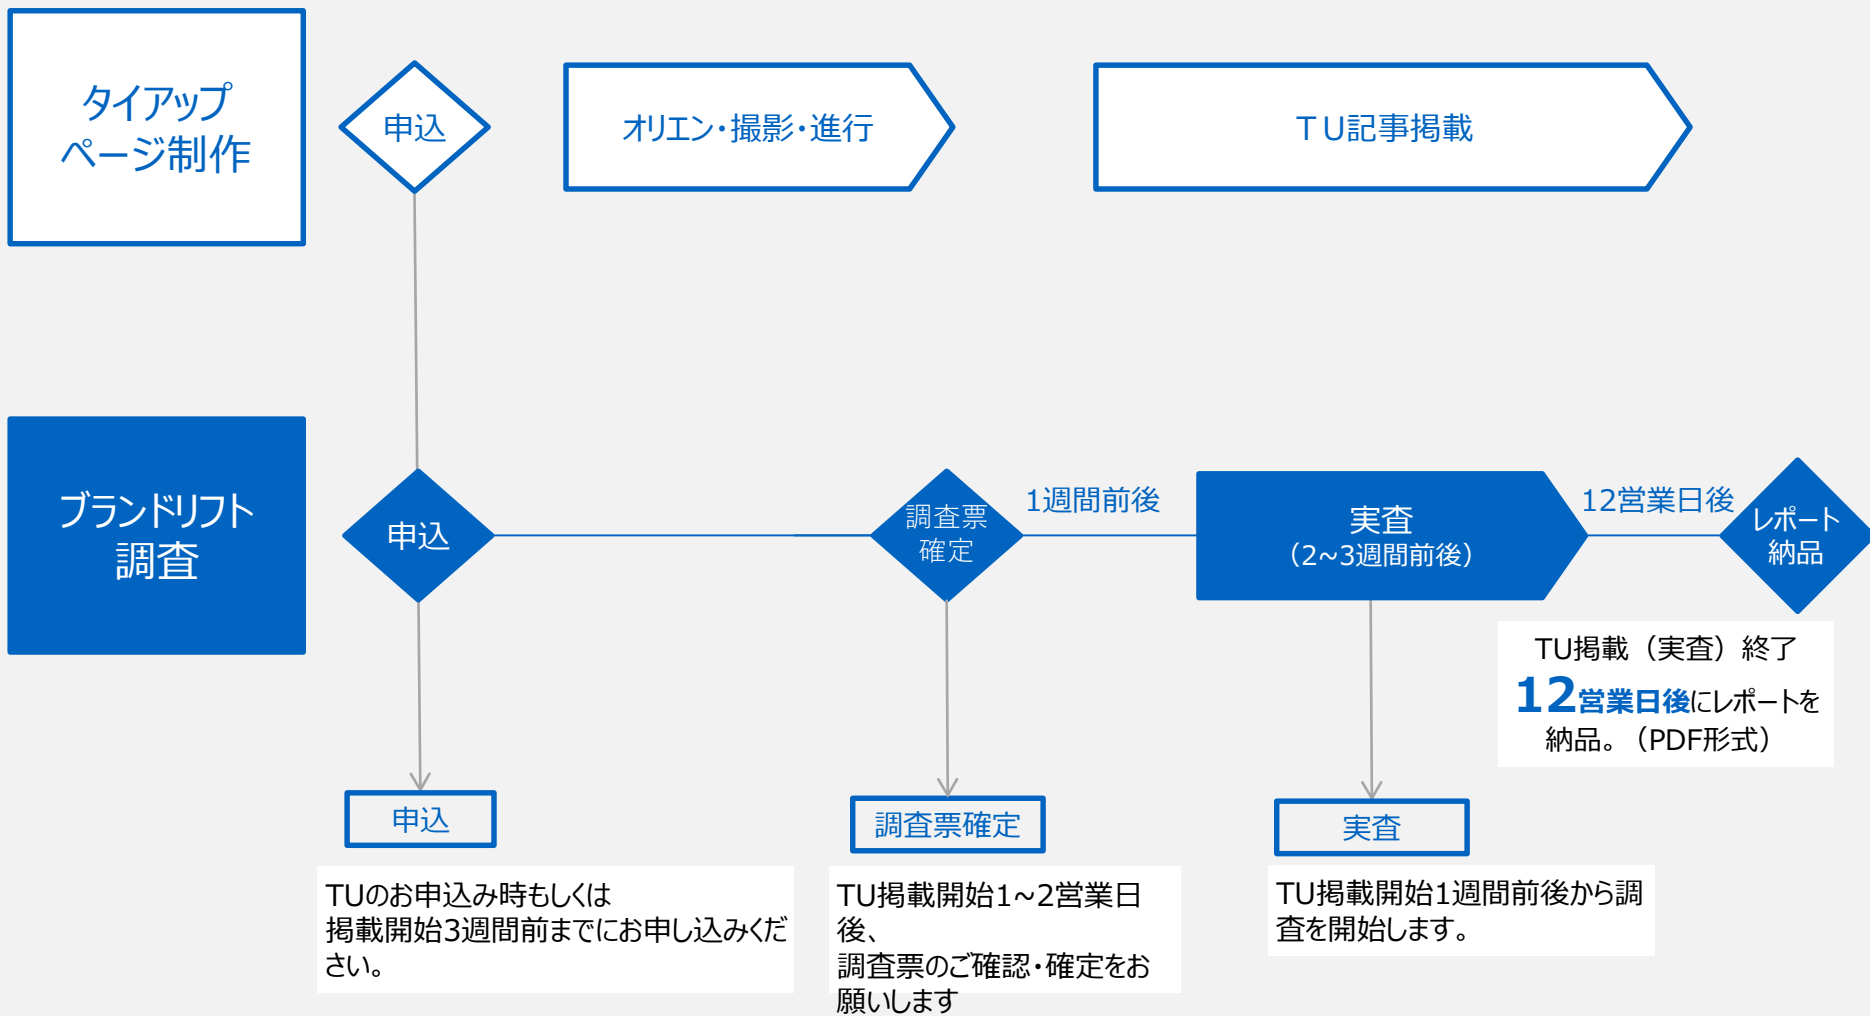 タイアップ
ページ制作
申込
オリエン・撮影・進行
TU記事掲載
ブランドリフト
調査
申込
調査票
確定
1週間前後
実査
（2~3週間前後）
12営業日後
レポート
納品
TU掲載（実査）終了
12営業日後にレポートを
納品。（PDF形式）
申込
TUのお申込み時もしくは
掲載開始3週間前までにお申し込みくだ
さい。
調査票確定
TU掲載開始1~2営業日
後、
調査票のご確認・確定をお
願いします
実査
TU掲載開始1週間前後から調
査を開始します。